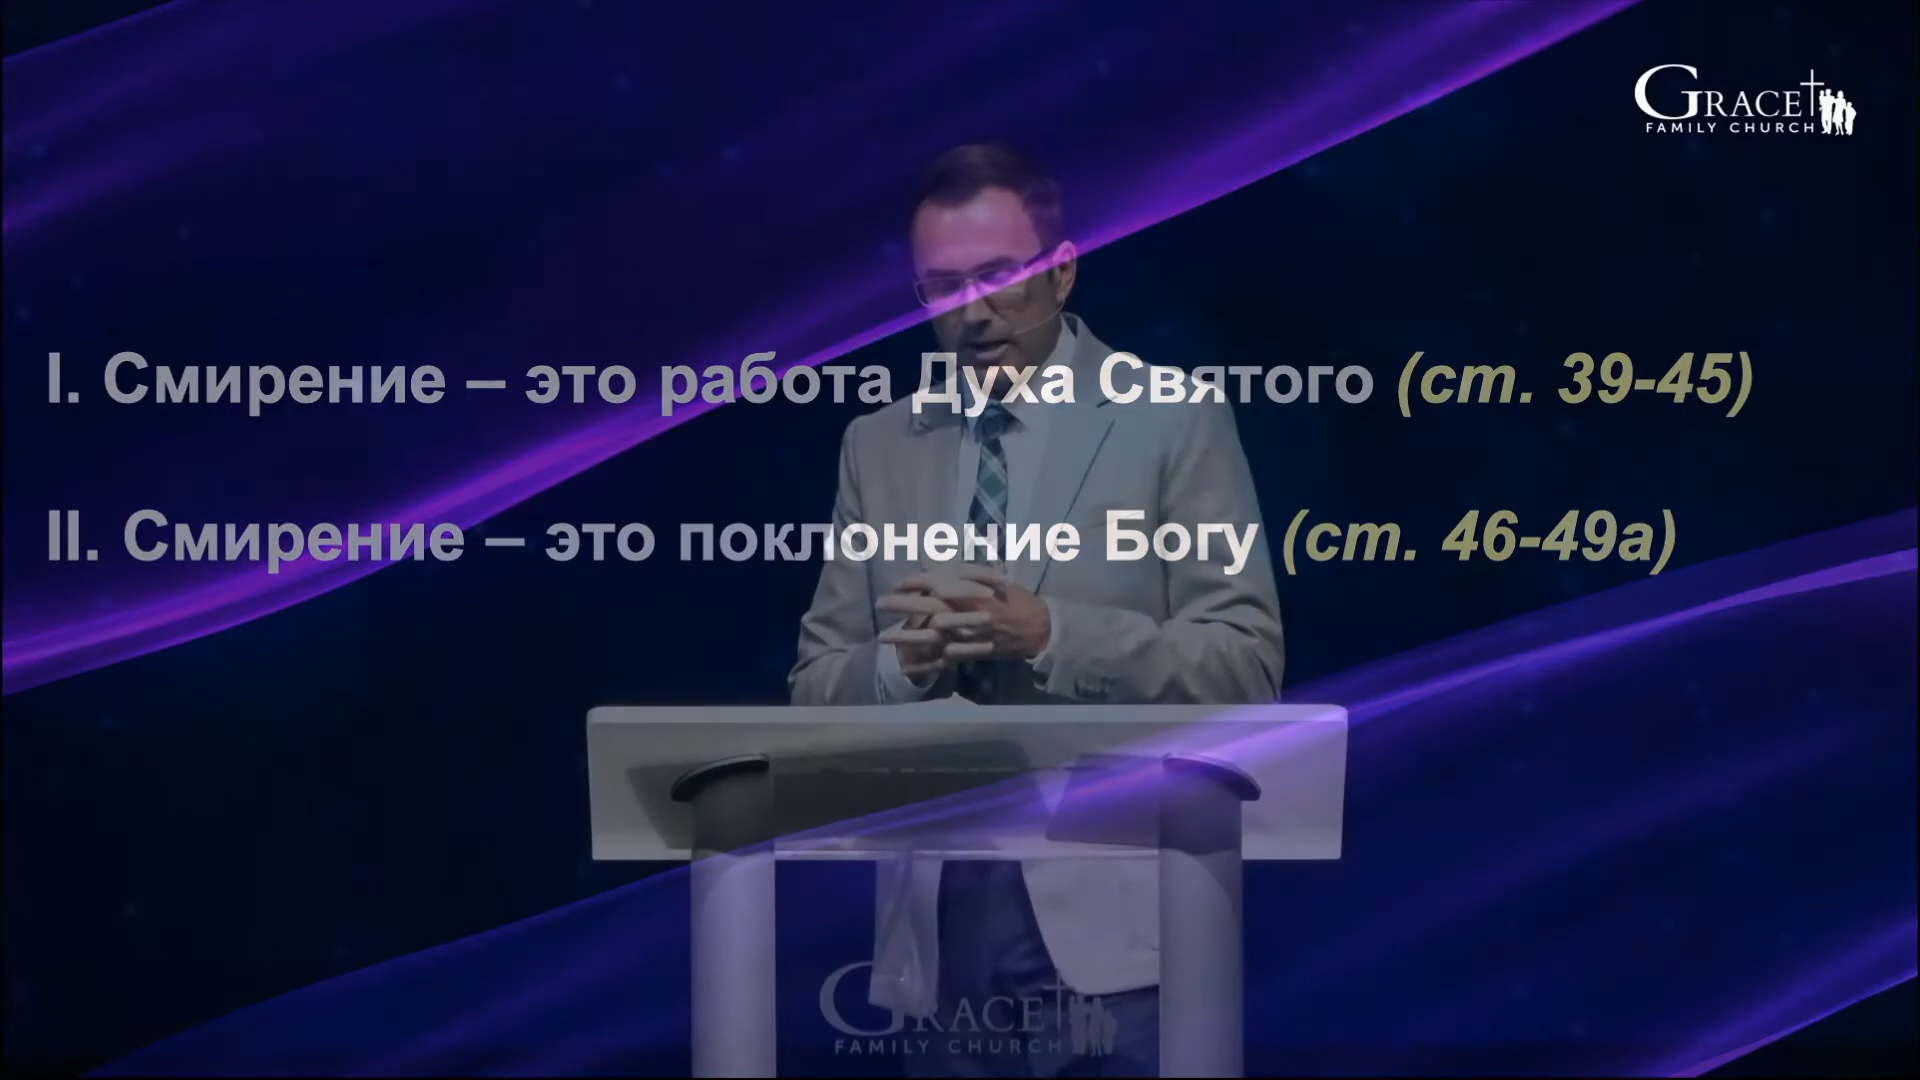 GRACE
FAMILY CHURCH
I. Смирение – это работа Духа Святого (ст. 39-45)
II. Смирение – это поклонение Богу (ст. 46-49а)
GRACE
FAMILY CHURCH